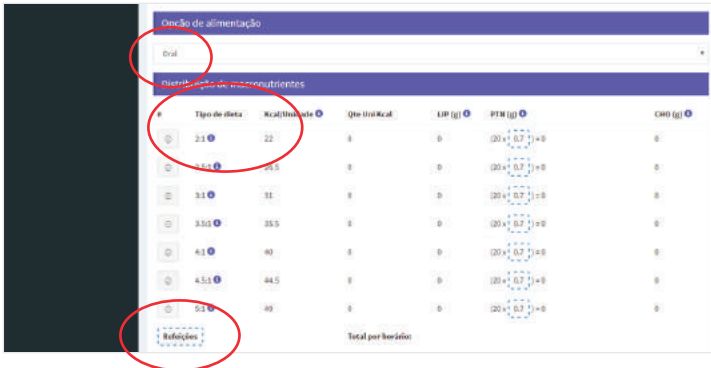 Opção de alimentação
Oral
Distribuição de macronutrientes
# Tipo de dieta Kcal/Unidade Qte Uni Kcal LIP (g) PTN (g) CHO (g)
2:1 22 0 0 (20 x 0,7) = 0 0
2.5:1 26.5 0 0 (20 x 0,7) = 0 0
3:1 31 0 0 (20 x 0,7) = 0 0
3.5:1 35.5 0 0 (20 x 0,7) = 0 0
4:1 40 0 0 (20 x 0,7) = 0 0
4.5:1 44.5 0 0 (20 x 0,7) = 0 0
5:1 49 0 0 (20 x 0,7) = 0 0
Refeições Total por horário: